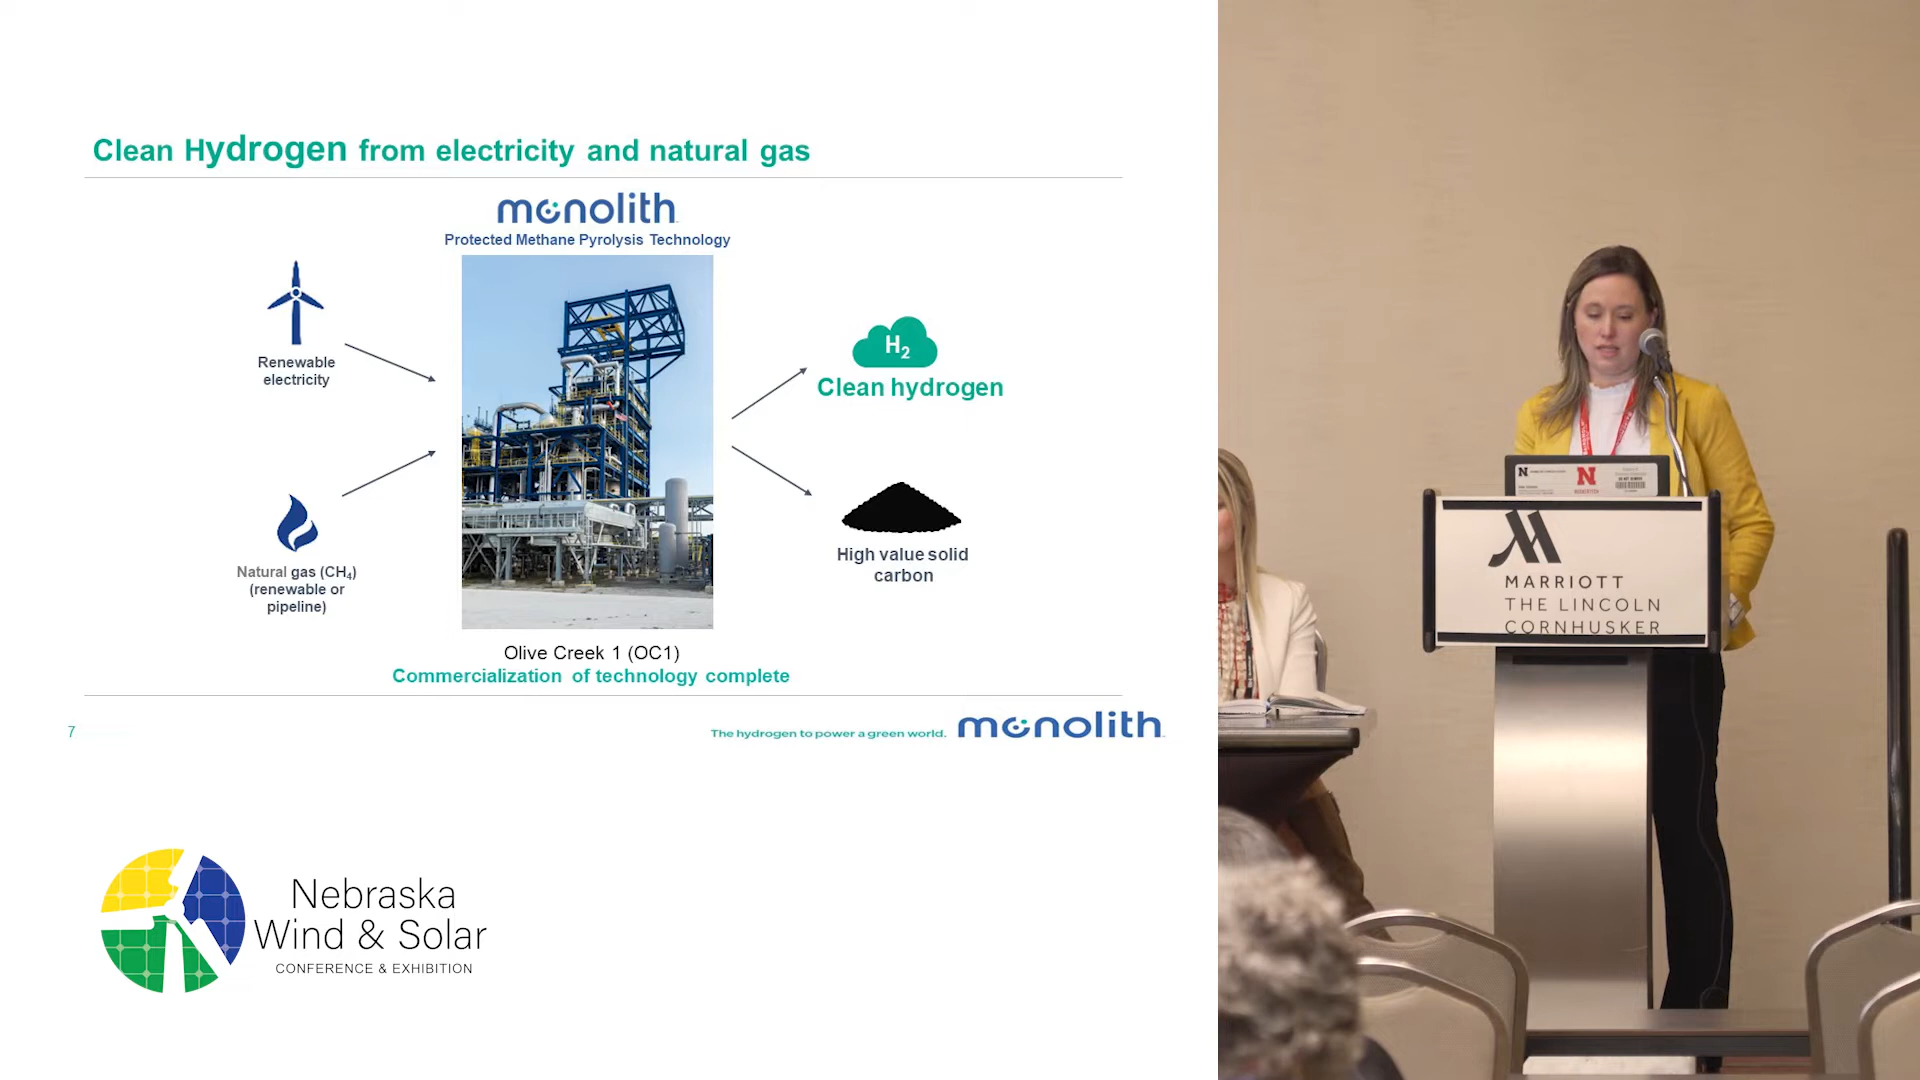 Clean Hydrogen from electricity and natural gas
monolith
Protected Methane Pyrolysis Technology
Renewable
electricity
Natural gas (CH₄)
(renewable or
pipeline)
H₂
Clean hydrogen
High value solid
carbon
Olive Creek 1 (OC1)
Commercialization of technology complete
7
The hydrogen to power a green world. monolith
Nebraska
Wind & Solar
CONFERENCE & EXHIBITION
N
N
MARRIOTT
THE LINCOLN
CORNHUSKER